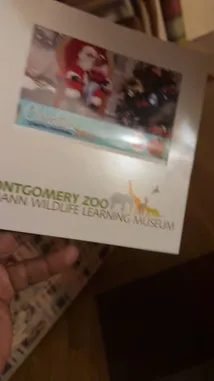 ONTGOMERY ZOO
ANN WILDLIFE LEARNING MUSEUM